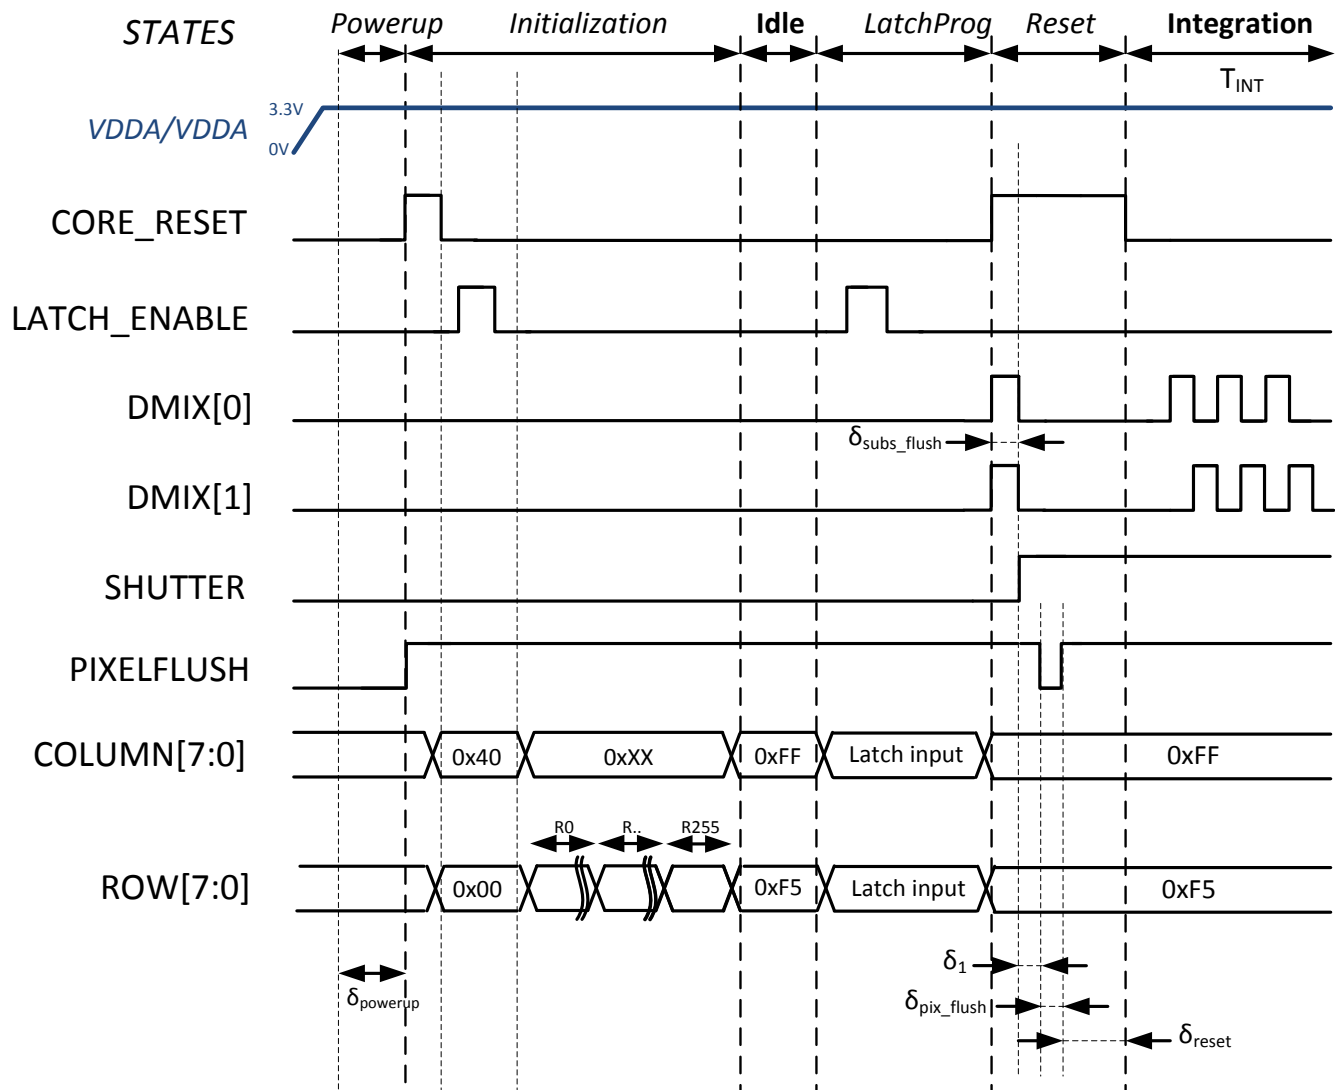 STATES Powerup Initialization Idle LatchProg Reset Integration
T_INT
3.3V
VDDA/VDDA
0V
CORE_RESET
LATCH_ENABLE
DMIX[0]
δsubs_flush
DMIX[1]
SHUTTER
PIXELFLUSH
COLUMN[7:0] 0x40 0xXX 0xFF Latch input 0xFF
R0 R.. R255
ROW[7:0] 0x00 0xF5 Latch input 0xF5
δ1
δpowerup
δpix_flush
δreset